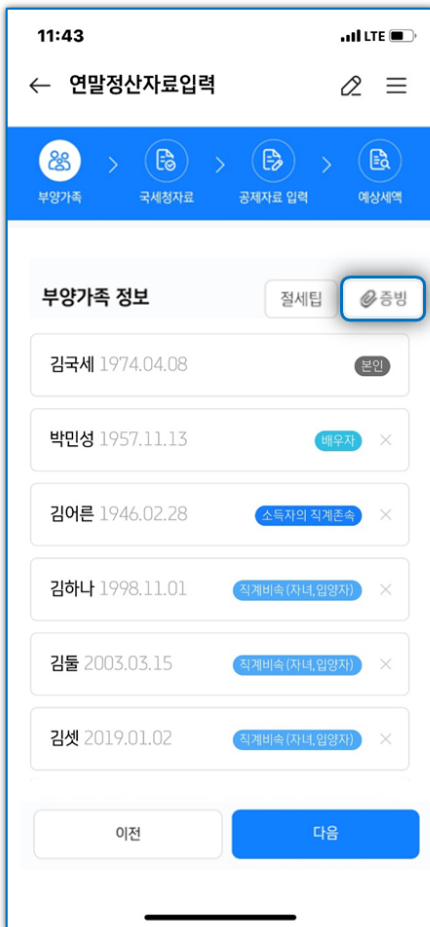 11:43 LTE
연말정산자료입력
부양가족 국세청자료 공제자료 입력 예상세액
부양가족 정보 절세팁 증빙
김국세 1974.04.08 본인
박민성 1957.11.13 배우자
김어른 1946.02.28 소득자의 직계존속
김하나 1998.11.01 직계비속(자녀,입양자)
김둘 2003.03.15 직계비속(자녀,입양자)
김셋 2019.01.02 직계비속(자녀,입양자)
이전 다음